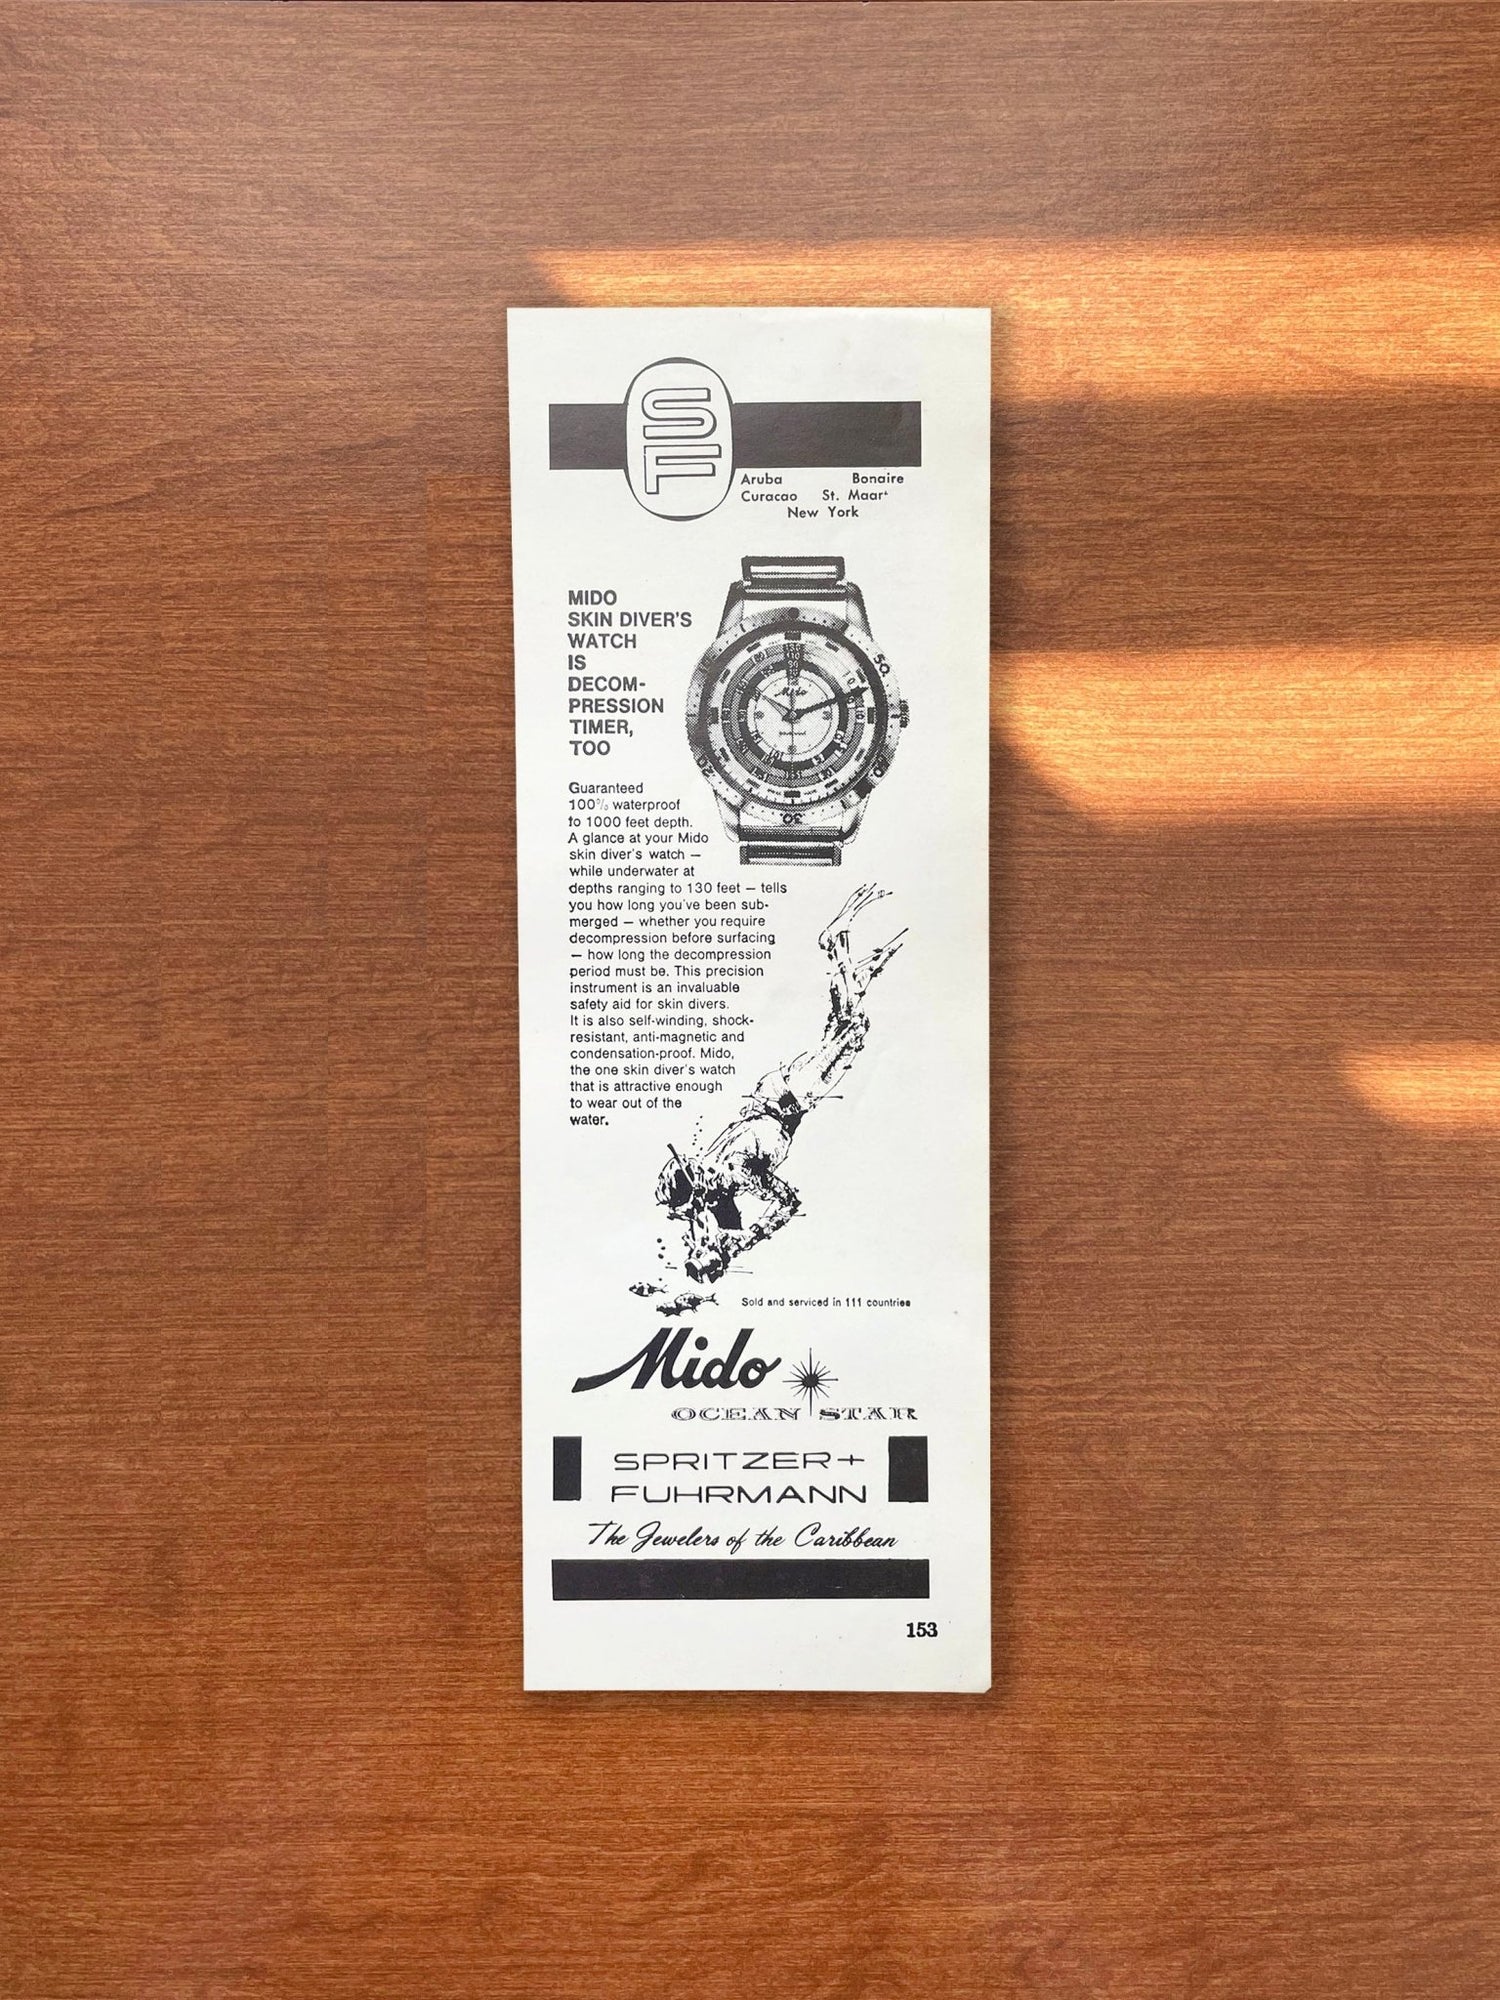 SF
Aruba Bonaire
Curacao St. Maar
New York
MIDO
SKIN DIVER'S
WATCH
IS
DECOM-
PRESSION
TIMER,
TOO
Mido
50
20
30
Guaranteed
100% waterproof
to 1000 feet depth.
A glance at your Mido
skin diver's watch —
while underwater at
depths ranging to 130 feet — tells
you how long you've been sub-
merged — whether you require
decompression before surfacing
— how long the decompression
period must be. This precision
instrument is an invaluable
safety aid for skin divers.
It is also self-winding, shock-
resistant, anti-magnetic and
condensation-proof. Mido,
the one skin diver's watch
that is attractive enough
to wear out of the
water.
Sold and serviced in 111 countries
Mido
OCEAN STAR
SPRITZER+
FUHRMANN
The Jewelers of the Caribbean
153